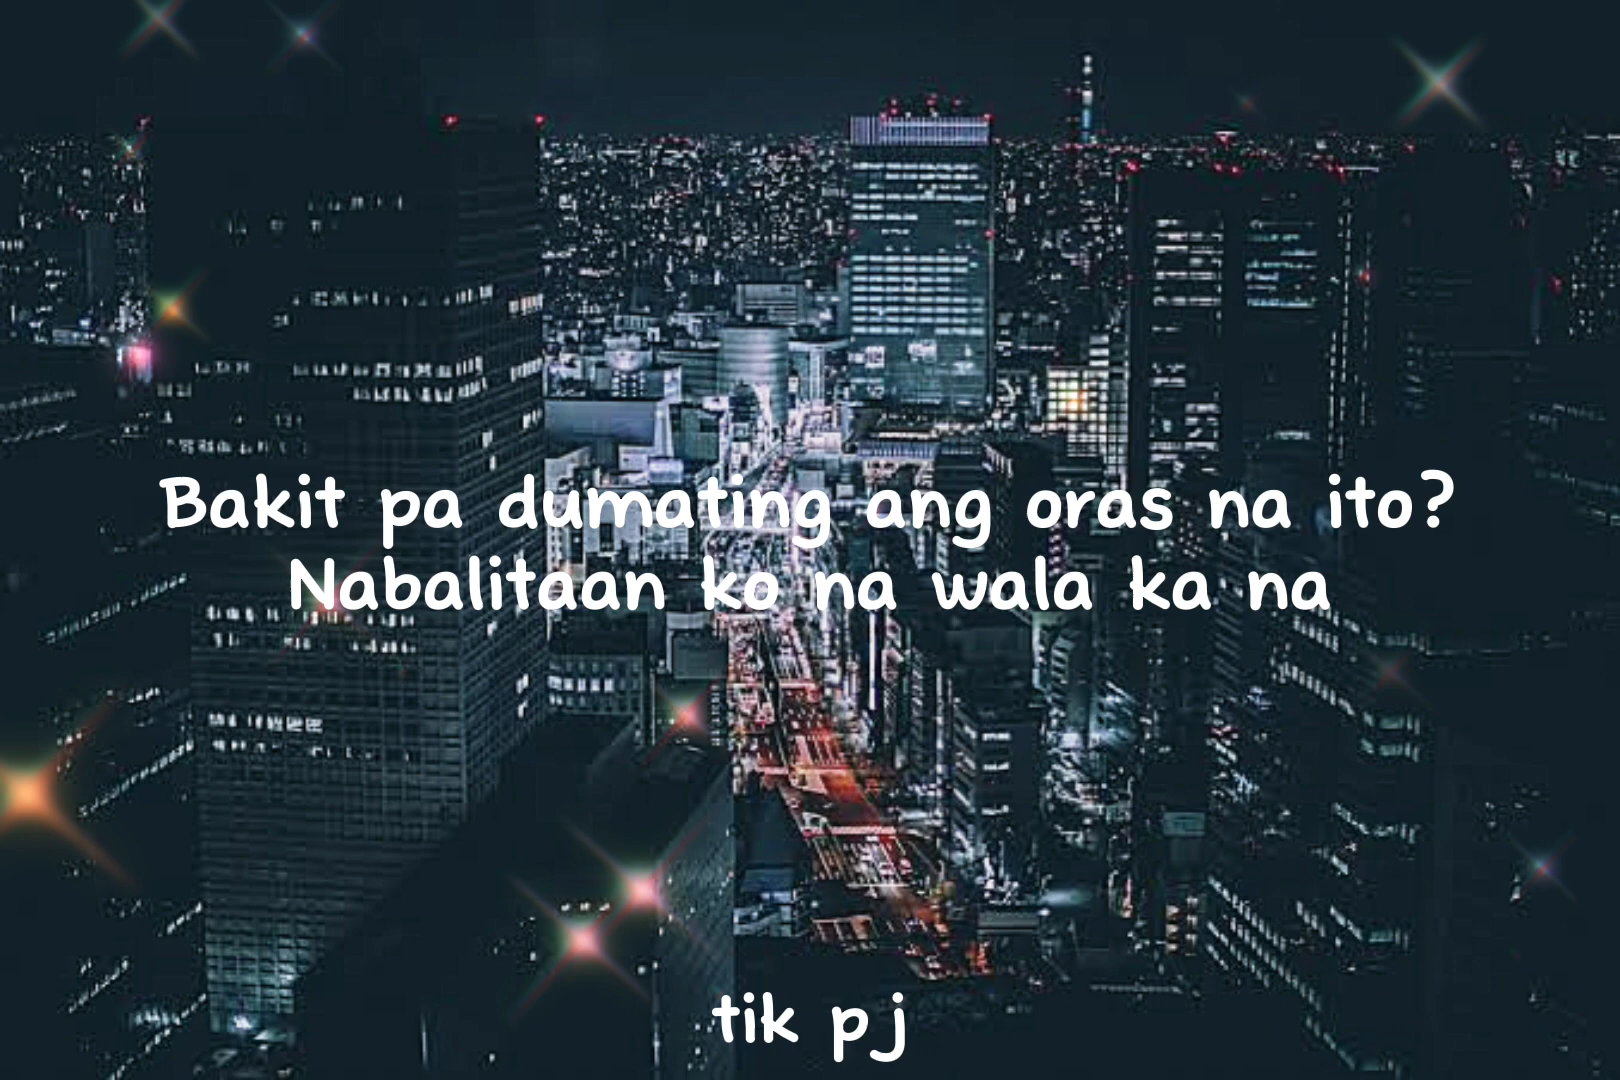 Bakit pa dumating ang oras na ito?
Nabalitaan ko na wala ka na
tik pj